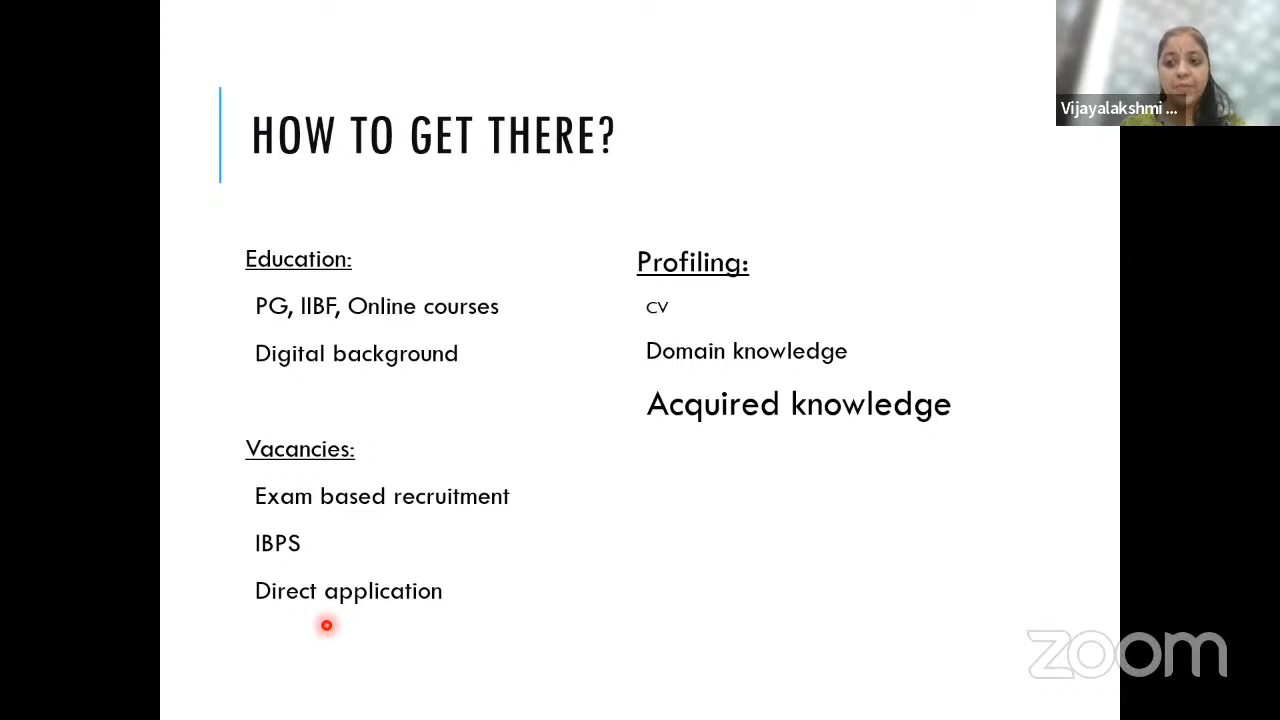 HOW TO GET THERE?
Education:
PG, IIBF, Online courses
Digital background
Vacancies:
Exam based recruitment
IBPS
Direct application
Profiling:
CV
Domain knowledge
Acquired knowledge
Vijayalakshmi ...
zoom